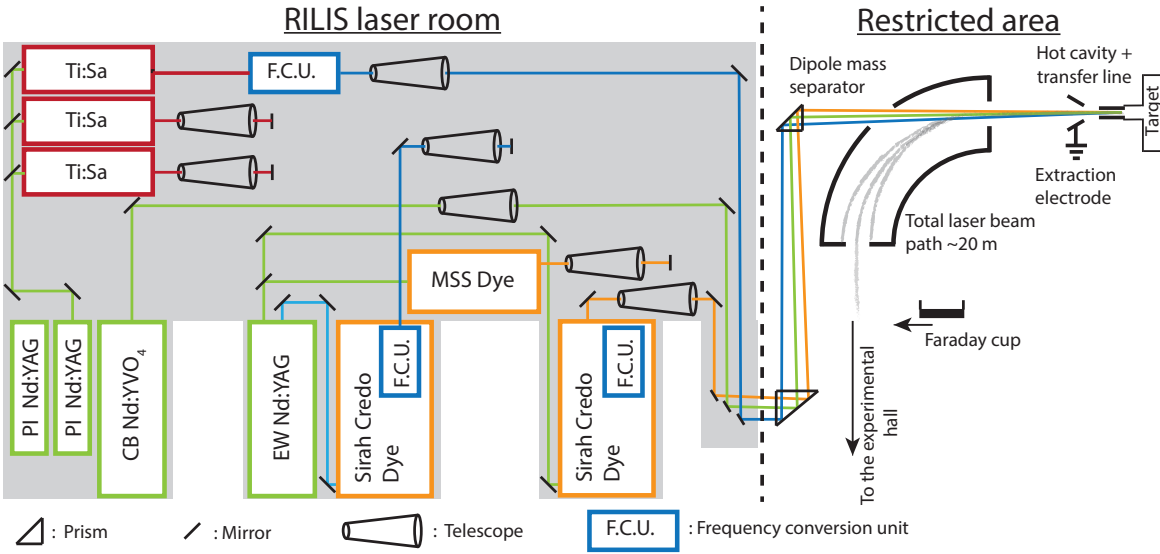 RILIS laser room
Restricted area
Ti:Sa
F.C.U.
Ti:Sa
Ti:Sa
MSS Dye
PI Nd:YAG
PI Nd:YAG
CB Nd:YVO₄
EW Nd:YAG
Sirah Credo
Dye
F.C.U.
Sirah Credo
Dye
F.C.U.
Dipole mass
separator
Hot cavity +
transfer line
Target
Extraction
electrode
Total laser beam
path ~20 m
Faraday cup
To the experimental
hall
: Prism
: Mirror
: Telescope
F.C.U.
: Frequency conversion unit